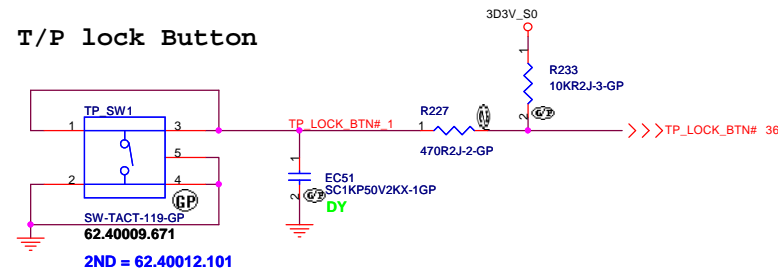 3D3V_S0
T/P lock Button
1
R233
10KR2J-3-GP
2
G/P
TP_SW1
R227
1
3
TP_LOCK_BTN#_1
1
2
TP_LOCK_BTN# 36
5
470R2J-2-GP
1
2
4
EC51
GP
2
G/P
SC1KP50V2KX-1GP
DY
SW-TACT-119-GP
62.40009.671
2ND = 62.40012.101